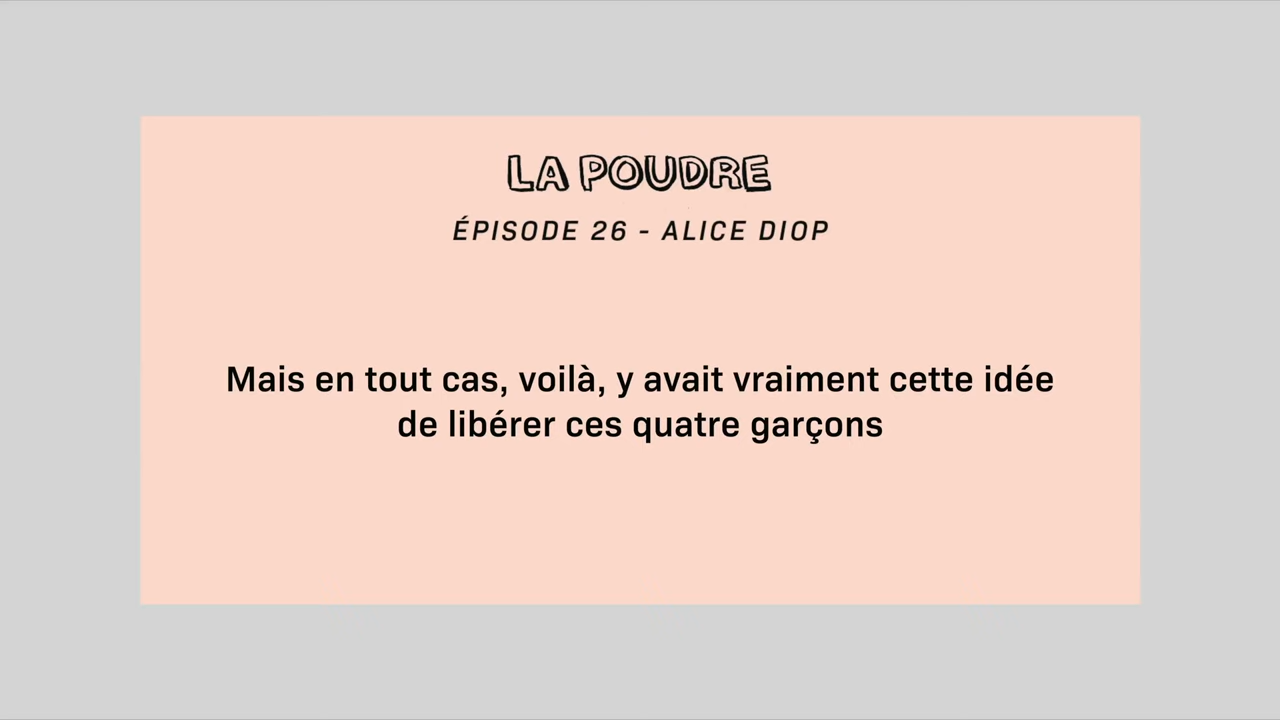 LA POUDRE
ÉPISODE 26 - ALICE DIOP
Mais en tout cas, voilà, y avait vraiment cette idée
de libérer ces quatre garçons